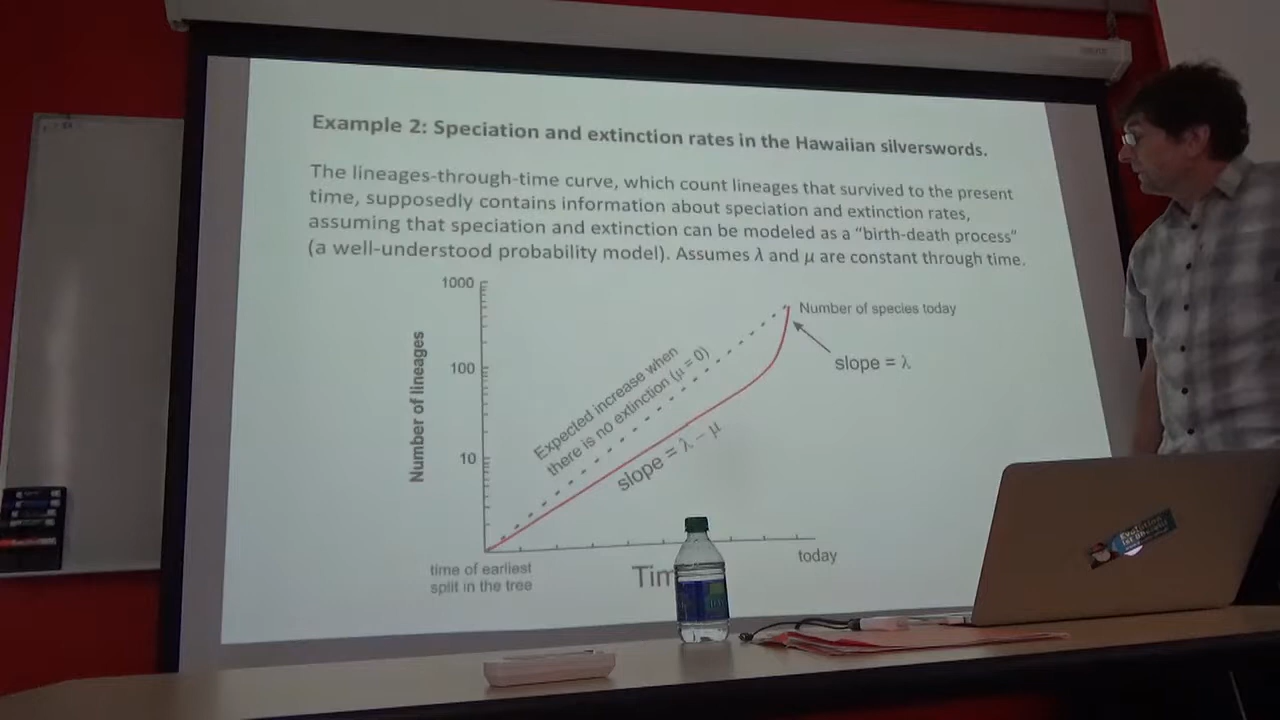 Example 2: Speciation and extinction rates in the Hawaiian silverswords.
The lineages-through-time curve, which count lineages that survived to the present
time, supposedly contains information about speciation and extinction rates,
assuming that speciation and extinction can be modeled as a “birth-death process”
(a well-understood probability model). Assumes λ and μ are constant through time.
1000
100
10
Number of lineages
Expected increase when
there is no extinction (μ = 0)
slope = λ – μ
Number of species today
slope = λ
time of earliest
split in the tree
Tim
today
Evolution